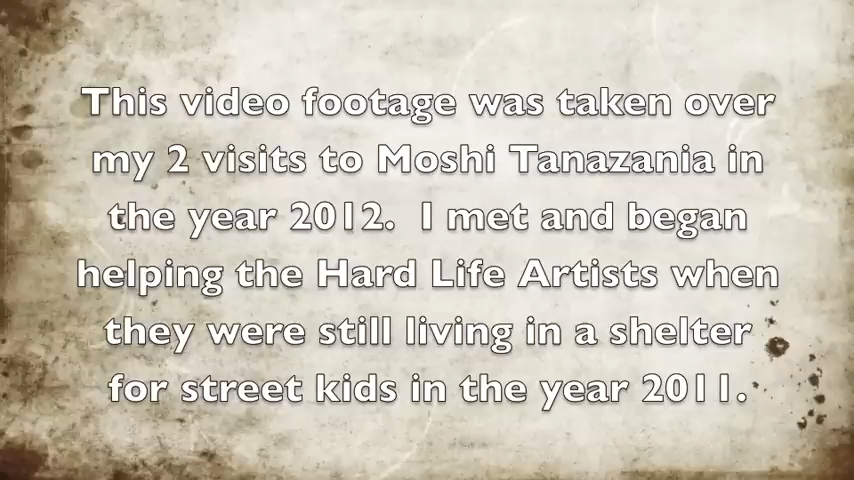 This video footage was taken over
my 2 visits to Moshi Tanazania in
the year 2012.  I met and began
helping the Hard Life Artists when
they were still living in a shelter
for street kids in the year 2011.